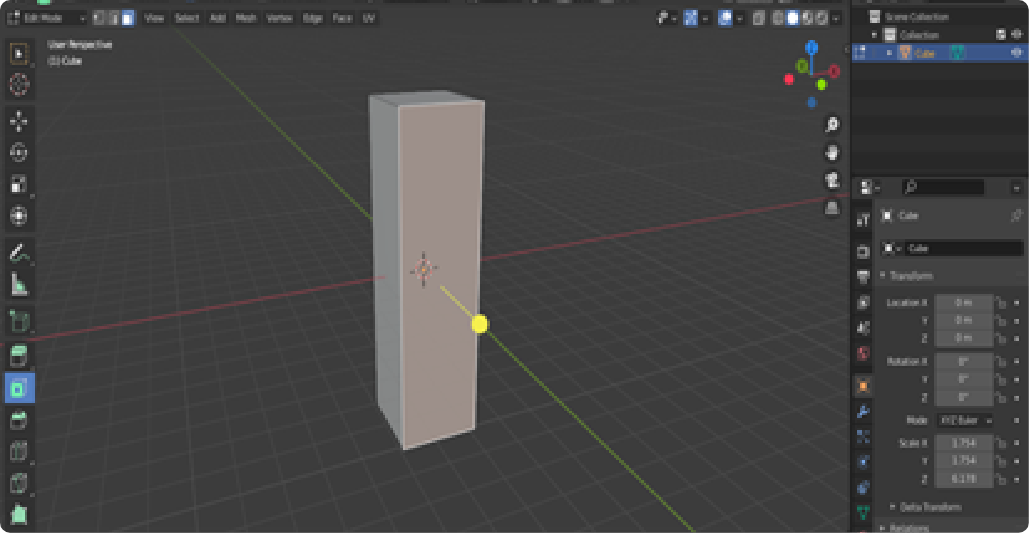 Edit Mode View Select Add Mesh Vertex Edge Face UV
User Perspective
(1) Cube
Scene Collection
Collection
Cube
Cube
Cube
Transform
Location X 0 m
Y 0 m
Z 0 m
Rotation X 0°
Y 0°
Z 0°
Mode XYZ Euler
Scale X 1.754
Y 1.754
Z 6.178
Delta Transform
Relations